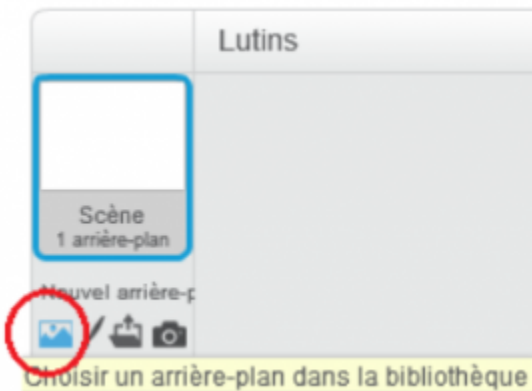 Lutins
Scène
1 arrière-plan
Nouvel arrière-p
Choisir un arrière-plan dans la bibliothèque